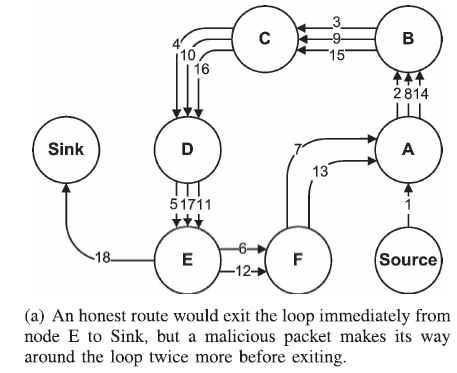 3
C
9
B
15
4
10
16
2 8 14
Sink
D
7
A
13
5 17 11
1
6
18
E
F
Source
12
(a) An honest route would exit the loop immediately from
node E to Sink, but a malicious packet makes its way
around the loop twice more before exiting.